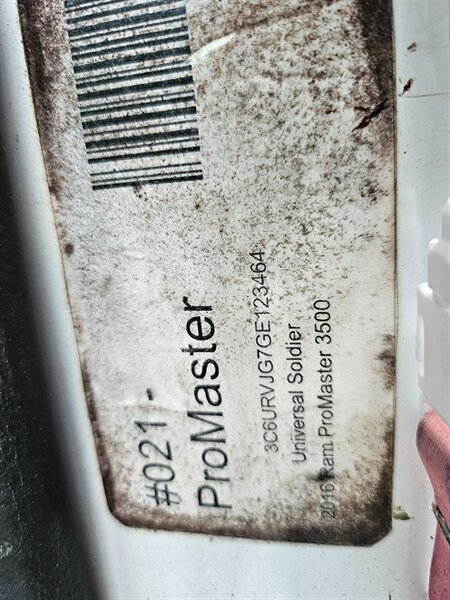 #021 -
ProMaster
3C6URVJG7GE123464
Universal Soldier
2016 Ram ProMaster 3500